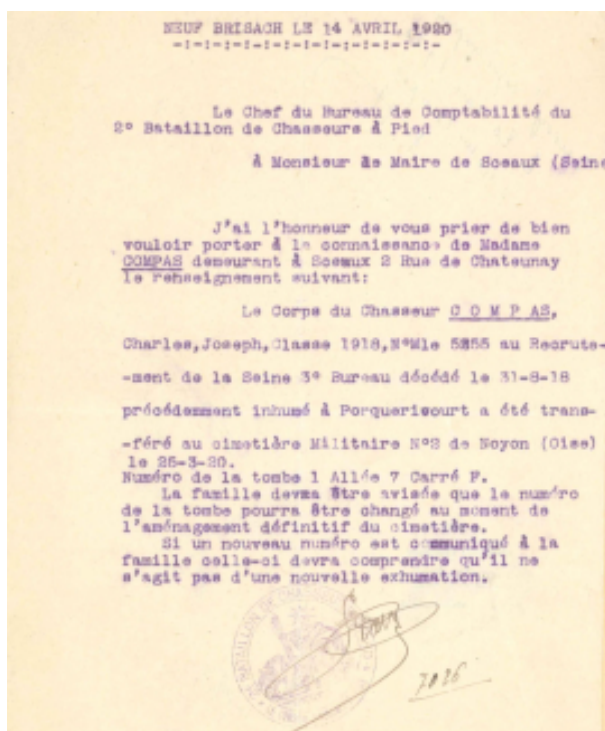 NEUF BRISACH LE 14 AVRIL 1920
-:-:-:-:-:-:-:-:-:-:-:-:-:-
Le Chef du Bureau de Comptabilité du
2° Bataillon de Chasseurs à Pied
À Monsieur le Maire de Sceaux (Seine
J'ai l'honneur de vous prier de bien
vouloir porter à la connaissance de Madame
COMPAS demeurant à Sceaux 2 Rue de Chateunay
le renseignement suivant:
Le Corps du Chasseur C O M P AS,
Charles,Joseph,Classe 1918,N°Mle au Recrute-
-ment de la Seine 3° Bureau décédé le 31-8-18
précédemment inhumé à Porquericourt a été trans-
-féré au cimetière Militaire N°2 de Noyon (Oise)
le 25-3-20.
Numéro de la tombe 1 Allée 7 Carré F.
La famille devra être avisée que le numéro
de la tombe pourra être changé au moment de
l'aménagement définitif du cimetière.
Si un nouveau numéro est communiqué à la
famille celle-ci devra comprendre qu'il ne
s'agit pas d'une nouvelle exhumation.
BATAILLON DE CHASSEURS
7026